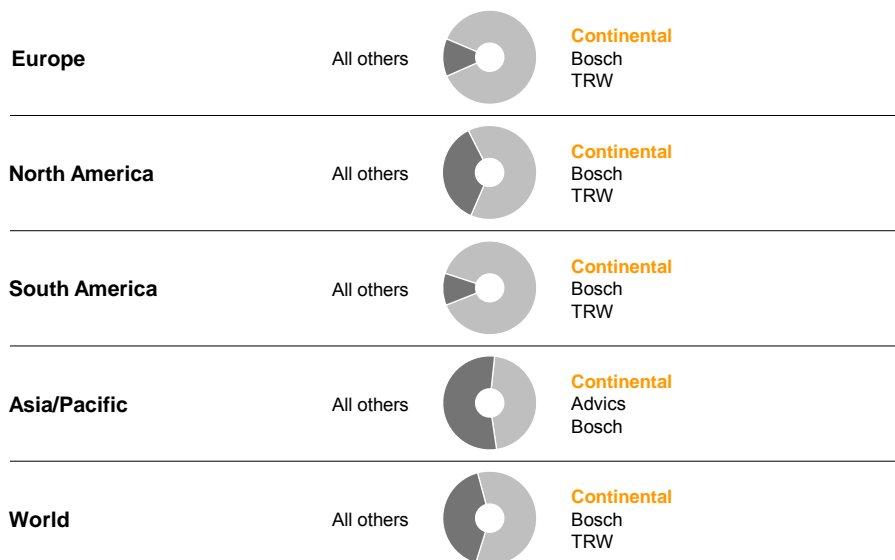 Europe
All others
Continental
Bosch
TRW
North America
All others
Continental
Bosch
TRW
South America
All others
Continental
Bosch
TRW
Asia/Pacific
All others
Continental
Advics
Bosch
World
All others
Continental
Bosch
TRW